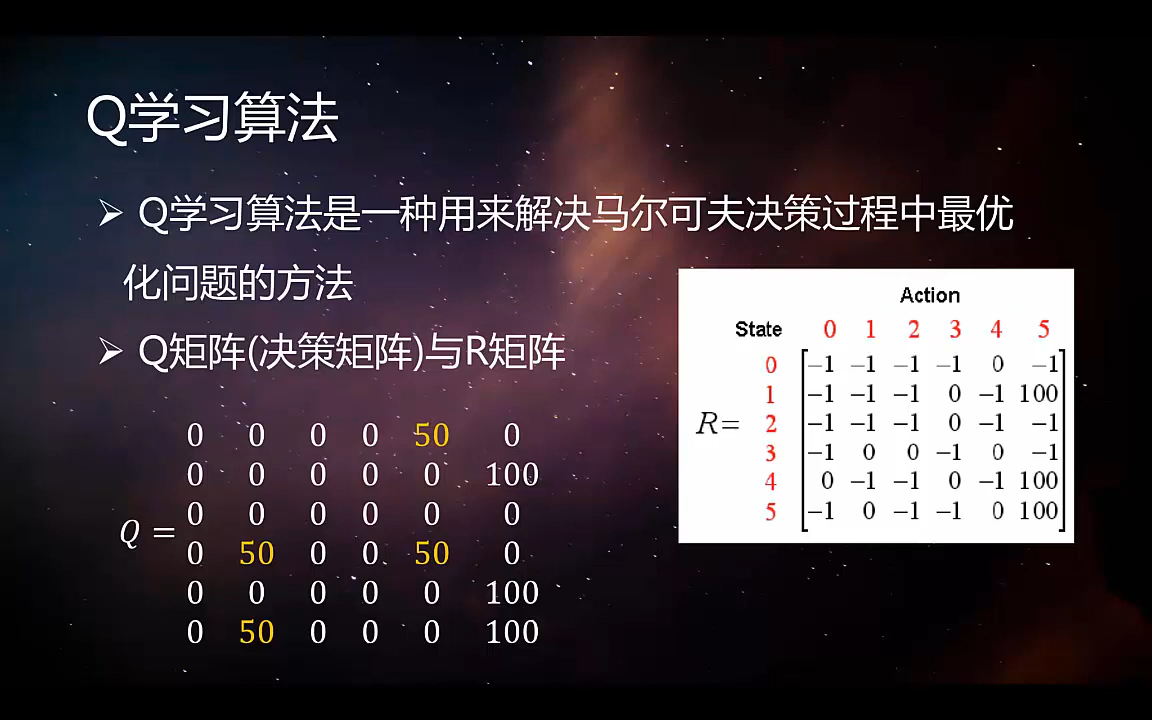 Q学习算法
➢ Q学习算法是一种用来解决马尔可夫决策过程中最优
化问题的方法
➢ Q矩阵(决策矩阵)与R矩阵
Q =
0 0 0 0 50 0
0 0 0 0 0 100
0 0 0 0 0 0
0 50 0 0 50 0
0 0 0 0 0 100
0 50 0 0 0 100
Action
State 0 1 2 3 4 5
R=
0 −1 −1 −1 −1 0 −1
1 −1 −1 −1 0 −1 100
2 −1 −1 −1 0 −1 −1
3 −1 0 0 −1 0 −1
4 0 −1 −1 0 −1 100
5 −1 0 −1 −1 0 100